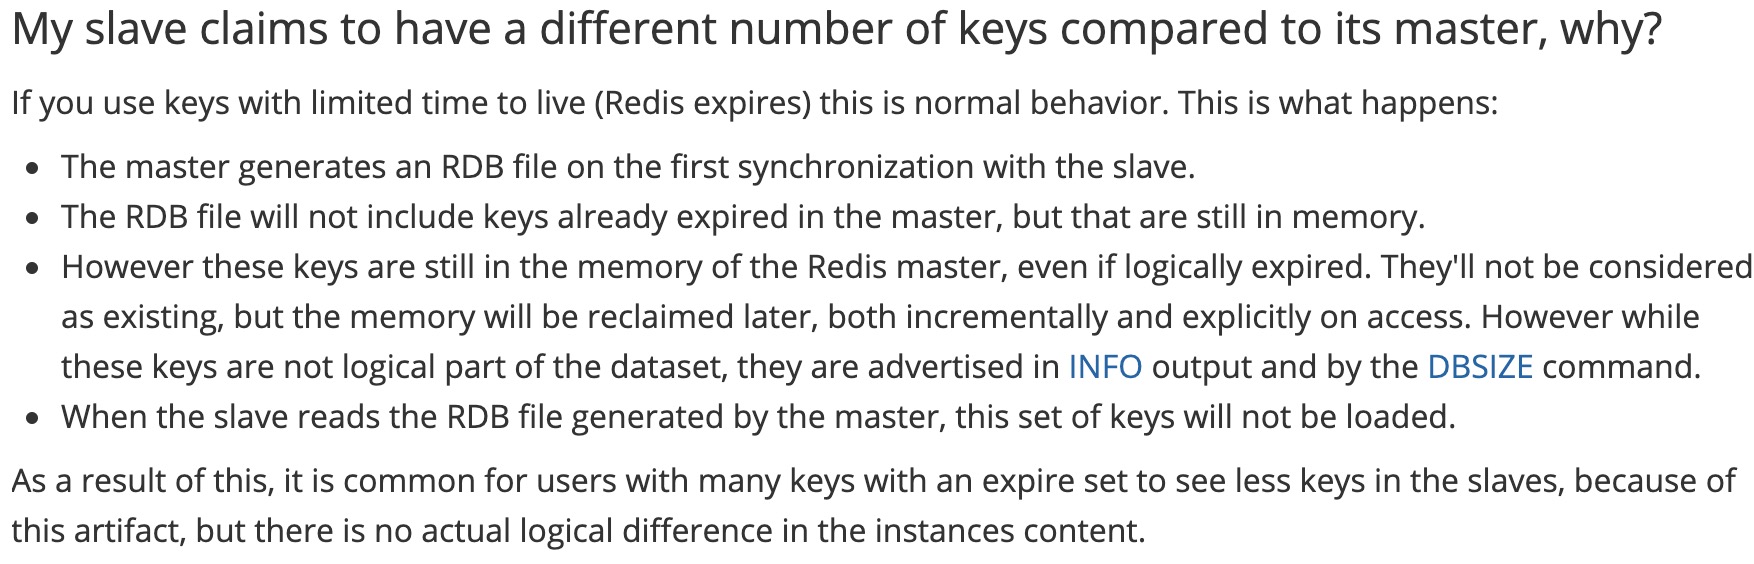 My slave claims to have a different number of keys compared to its master, why?
If you use keys with limited time to live (Redis expires) this is normal behavior. This is what happens:
• The master generates an RDB file on the first synchronization with the slave.
• The RDB file will not include keys already expired in the master, but that are still in memory.
• However these keys are still in the memory of the Redis master, even if logically expired. They'll not be considered
as existing, but the memory will be reclaimed later, both incrementally and explicitly on access. However while
these keys are not logical part of the dataset, they are advertised in INFO output and by the DBSIZE command.
• When the slave reads the RDB file generated by the master, this set of keys will not be loaded.
As a result of this, it is common for users with many keys with an expire set to see less keys in the slaves, because of
this artifact, but there is no actual logical difference in the instances content.